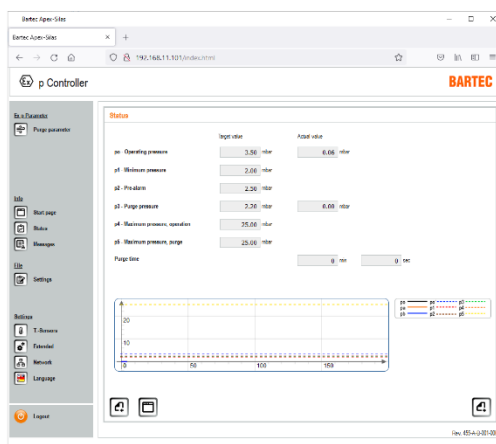 Bartec Apex-Silas
Bartec Apex-Silas
192.168.11.101/index.html
p Controller
BARTEC
Ex p Parameter
Purge parameter
Info
Start page
Status
Messages
File
Settings
Settings
T.-Sensors
Extended
Network
Language
Logout
Status
target value Actual value
po - Operating pressure 3.50 mbar 0.06 mbar
p1 - Minimum pressure 2.00 mbar
p2 - Pre-alarm 2.50 mbar
p3 - Purge pressure 2.20 mbar 0.00 mbar
p4 - Maximum pressure, operation 25.00 mbar
p5 - Maximum pressure, purge 25.00 mbar
Purge time 0 min 0 sec
20
10
0 50 100 150